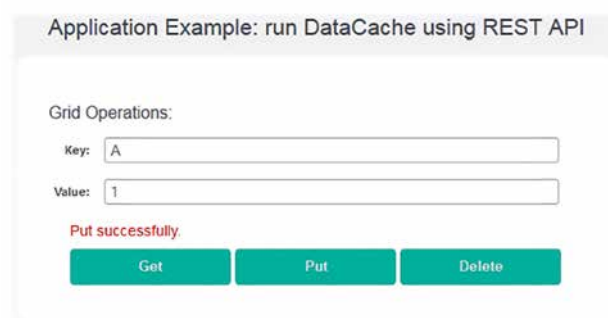 Application Example: run DataCache using REST API
Grid Operations:
Key: A
Value: 1
Put successfully.
Get Put Delete